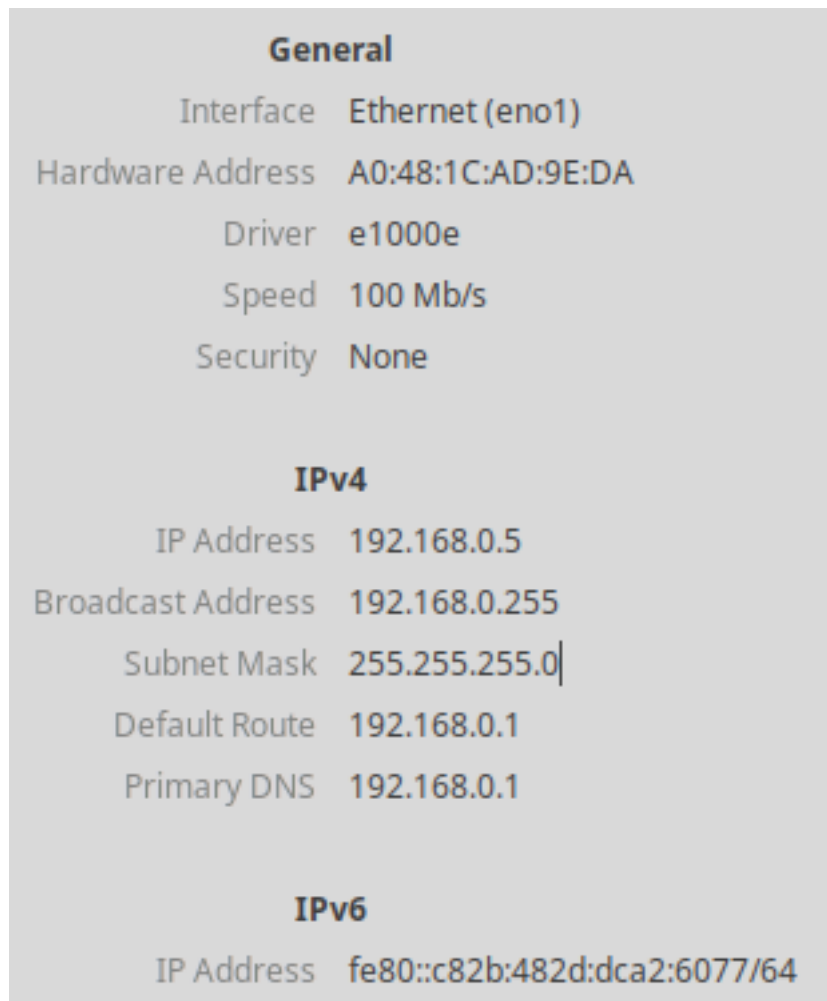 General
Interface Ethernet (eno1)
Hardware Address A0:48:1C:AD:9E:DA
Driver e1000e
Speed 100 Mb/s
Security None
IPv4
IP Address 192.168.0.5
Broadcast Address 192.168.0.255
Subnet Mask 255.255.255.0
Default Route 192.168.0.1
Primary DNS 192.168.0.1
IPv6
IP Address fe80::c82b:482d:dca2:6077/64